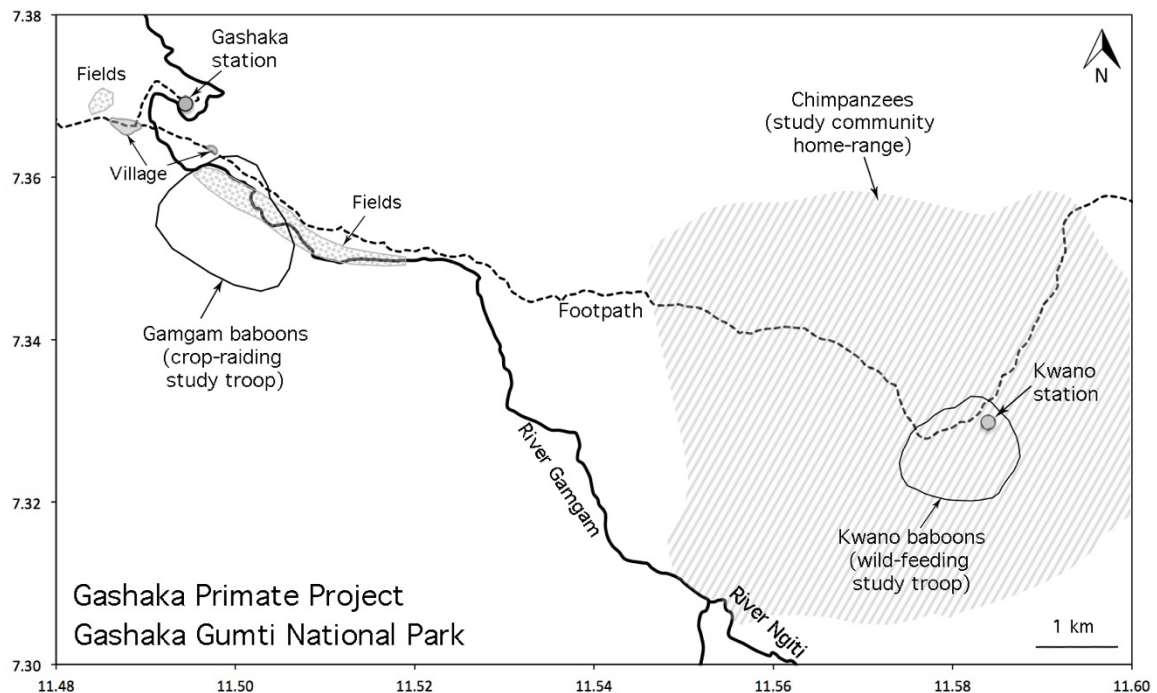 7.38
Gashaka
station
Fields
N
Chimpanzees
(study community
home-range)
Village
7.36
Fields
Footpath
7.34
Gamgam baboons
(crop-raiding
study troop)
Kwano
station
River Gamgam
7.32
Kwano baboons
(wild-feeding
study troop)
River Ngiti
Gashaka Primate Project
Gashaka Gumti National Park
1 km
7.30
11.48
11.50
11.52
11.54
11.56
11.58
11.60